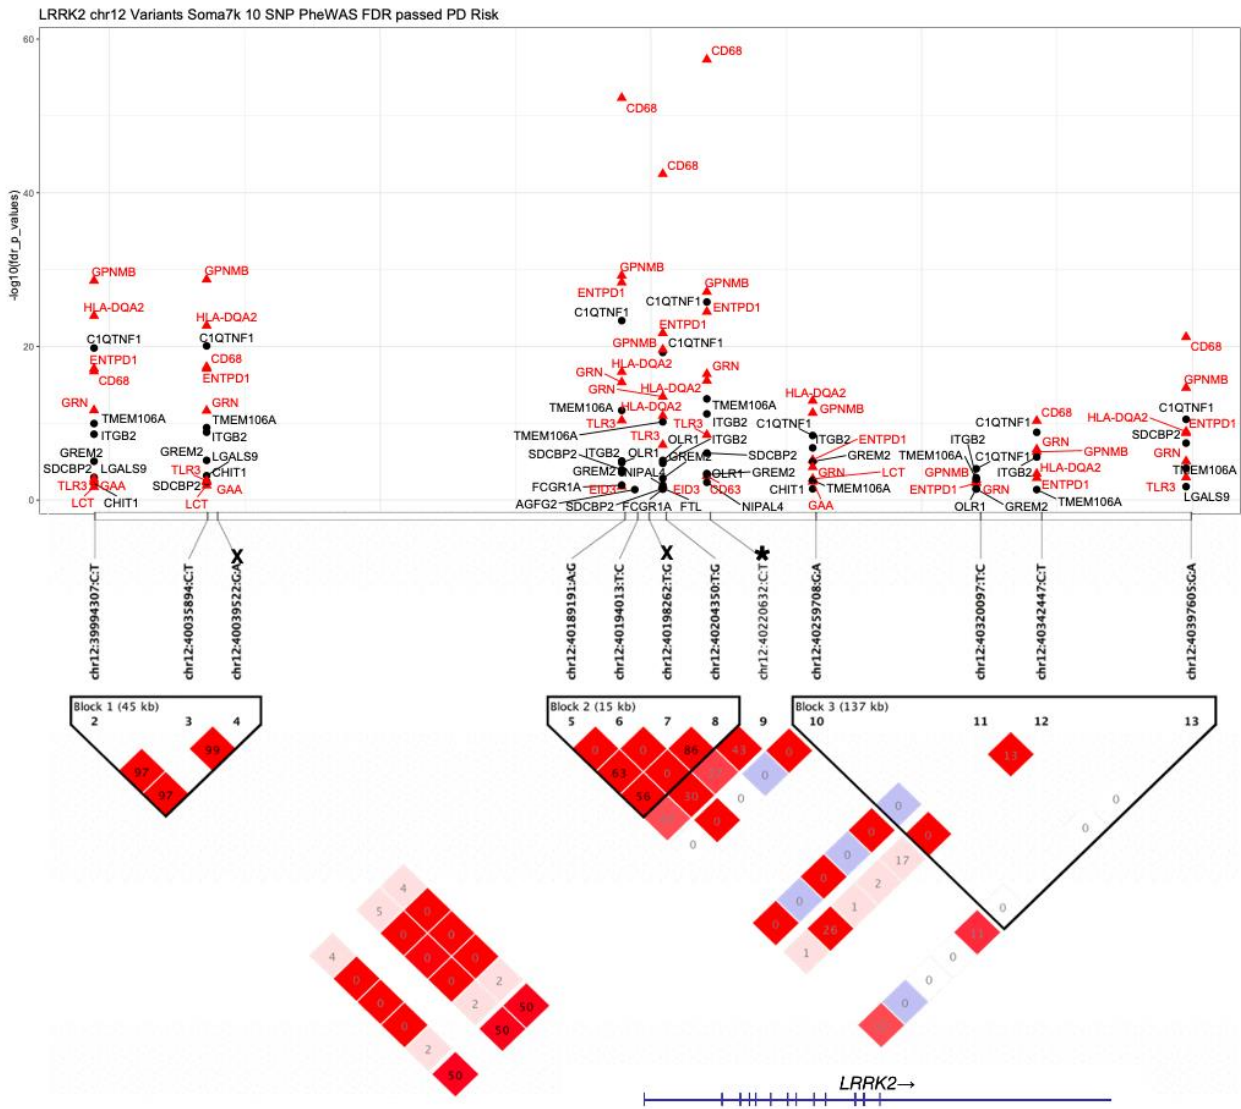 LRRK2 chr12 Variants Soma7k 10 SNP PheWAS FDR passed PD Risk
-log10(fdr_p_values)
60
40
20
0
GPNMB
HLA-DQA2
C1QTNF1
ENTPD1
CD68
GRN
TMEM106A
ITGB2
GREM2
SDCBP2
LGALS9
TLR3
GAA
LCT
CHIT1
GPNMB
HLA-DQA2
C1QTNF1
CD68
ENTPD1
GRN
TMEM106A
ITGB2
GREM2
LGALS9
TLR3
CHIT1
SDCBP2
GAA
LCT
CD68
GPNMB
ENTPD1
C1QTNF1
HLA-DQA2
GRN
TMEM106A
TLR3
SDCBP2
ITGB2
GREM2
FCGR1A
EID3
AGFG2
CD68
ENTPD1
GPNMB
C1QTNF1
GRN
HLA-DQA2
HLA-DQA2
TLR3
OLR1
GREM2
NIPAL4
SDCBP2
FCGR1A
FTL
EID3
CD68
GPNMB
C1QTNF1
ENTPD1
GRN
TMEM106A
ITGB2
TLR3
OLR1
ITGB2
SDCBP2
OLR1
GREM2
CD63
NIPAL4
HLA-DQA2
GPNMB
C1QTNF1
ITGB2
ENTPD1
GREM2
GRN
LCT
CHIT1
TMEM106A
GAA
ITGB2
TMEM106A
C1QTNF1
GPNMB
ENTPD1
GRN
OLR1
GREM2
CD68
C1QTNF1
GRN
ITGB2
GPNMB
HLA-DQA2
ENTPD1
TMEM106A
CD68
GPNMB
C1QTNF1
HLA-DQA2
ENTPD1
SDCBP2
GRN
TMEM106A
TLR3
LGALS9
X
X
*
chr12:39994307:C:T
chr12:40035894:C:T
chr12:40039522:G:A
chr12:40189191:A:G
chr12:40194013:T:C
chr12:40198262:T:G
chr12:40204350:T:G
chr12:40220632:C:T
chr12:40259708:G:A
chr12:40320097:T:C
chr12:40342447:C:T
chr12:40397605:G:A
Block 1 (45 kb)
Block 2 (15 kb)
Block 3 (137 kb)
2 3 4 5 6 7 8 9 10 11 12 13
99 0 0 86 43 0 13
97 63 0 0
97 56 30 0 0 0
0 0 0 0
0 0 17
4 0 2
5 0 0 1 0
0 0 26 11
4 0 0 1 0
0 0 2 0
0 2 50 0
0 50
2
50
LRRK2→